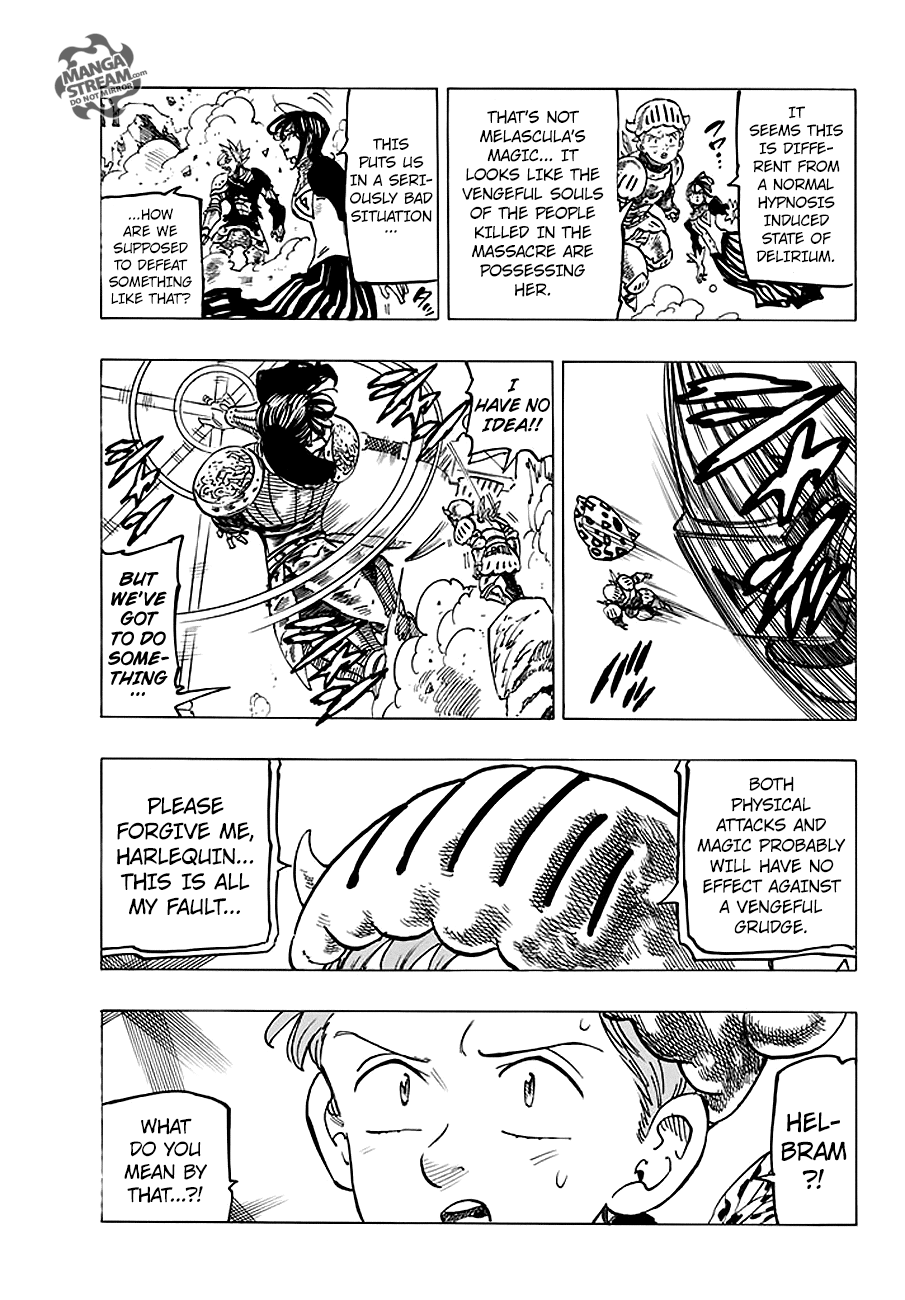 MANGA
STREAM.com
DO NOT MIRROR
IT
SEEMS THIS
IS DIFFE-
RENT FROM
A NORMAL
HYPNOSIS
INDUCED
STATE OF
DELIRIUM.
THAT'S NOT
MELASCULA'S
MAGIC... IT
LOOKS LIKE THE
VENGEFUL SOULS
OF THE PEOPLE
KILLED IN THE
MASSACRE ARE
POSSESSING
HER.
THIS
PUTS US
IN A SERI-
OUSLY BAD
SITUATION
...
...HOW
ARE WE
SUPPOSED
TO DEFEAT
SOMETHING
LIKE THAT?
I
HAVE NO
IDEA!!
BUT
WE'VE
GOT
TO DO
SOME-
THING
...
BOTH
PHYSICAL
ATTACKS AND
MAGIC PROBABLY
WILL HAVE NO
EFFECT AGAINST
A VENGEFUL
GRUDGE.
PLEASE
FORGIVE ME,
HARLEQUIN...
THIS IS ALL
MY FAULT...
HEL-
BRAM
?!
WHAT
DO YOU
MEAN BY
THAT...?!